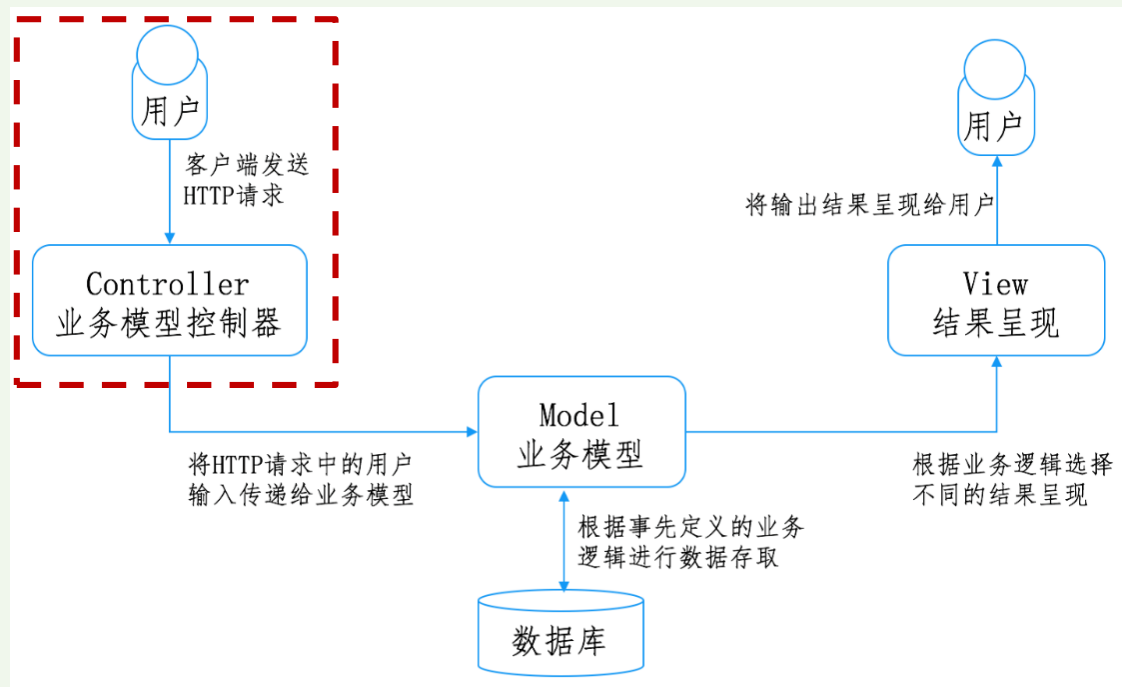 用户
客户端发送
HTTP请求
Controller
业务模型控制器
将HTTP请求中的用户
输入传递给业务模型
Model
业务模型
根据事先定义的业务
逻辑进行数据存取
数据库
用户
将输出结果呈现给用户
View
结果呈现
根据业务逻辑选择
不同的结果呈现